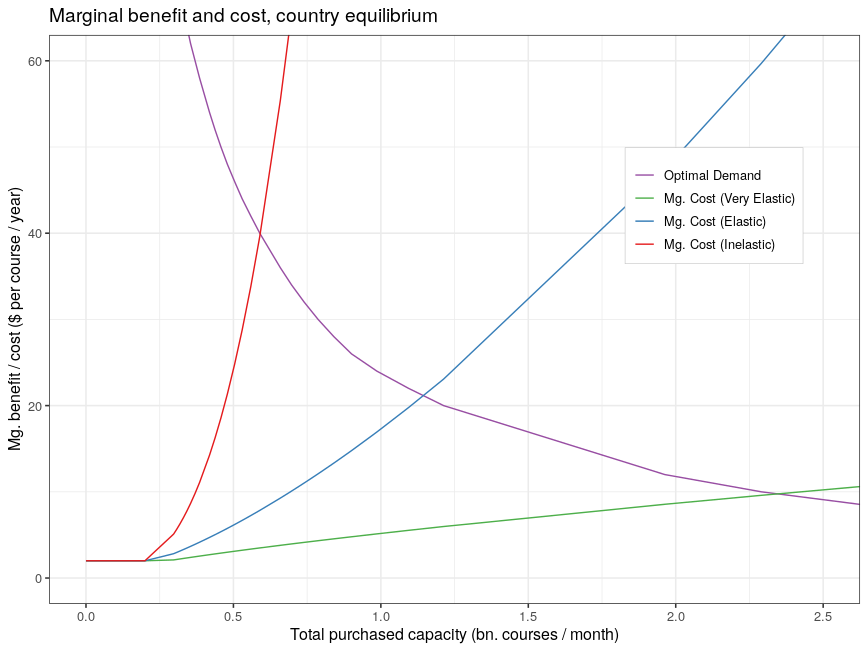 Marginal benefit and cost, country equilibrium
Mg. benefit / cost ($ per course / year)
60
40
20
0
Optimal Demand
Mg. Cost (Very Elastic)
Mg. Cost (Elastic)
Mg. Cost (Inelastic)
0.0 0.5 1.0 1.5 2.0 2.5
Total purchased capacity (bn. courses / month)